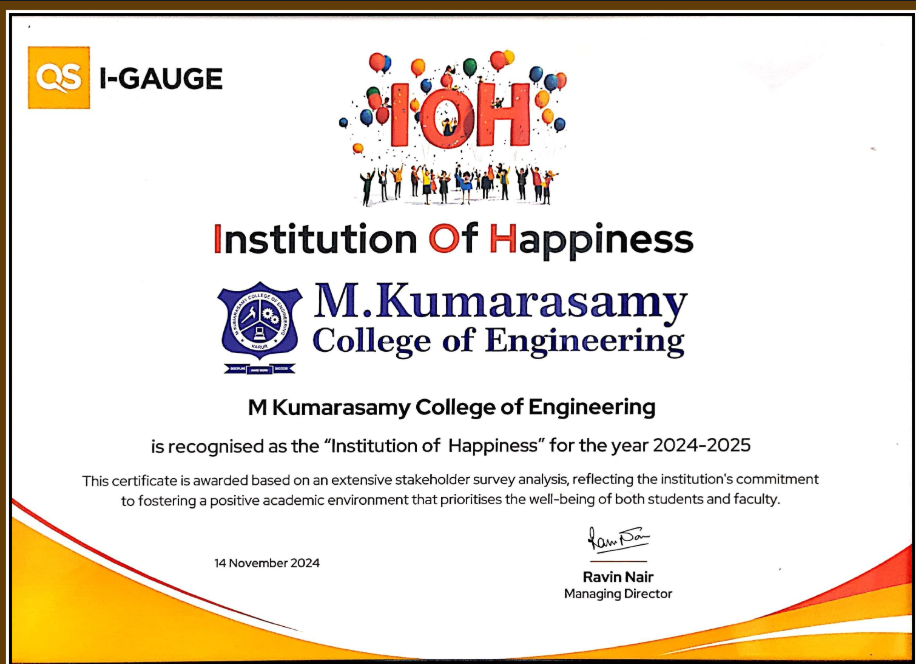 QS I-GAUGE
IOH
Institution Of Happiness
M.KUMARASAMY COLLEGE OF ENGINEERING
KARUR
M.Kumarasamy
College of Engineering
M Kumarasamy College of Engineering
is recognised as the “Institution of Happiness” for the year 2024-2025
This certificate is awarded based on an extensive stakeholder survey analysis, reflecting the institution's commitment
to fostering a positive academic environment that prioritises the well-being of both students and faculty.
14 November 2024
Ravin Nair
Managing Director